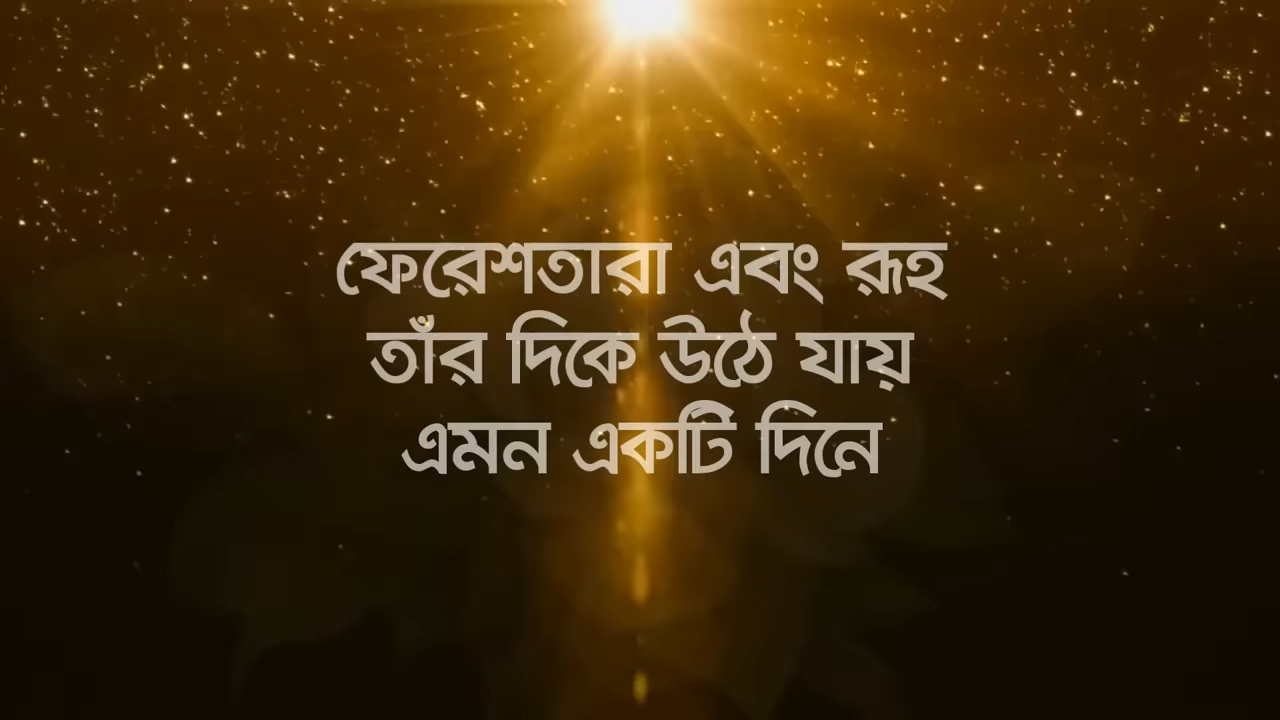 ফেরেশতারা এবং রূহ
তাঁর দিকে উঠে যায়
এমন একটি দিনে